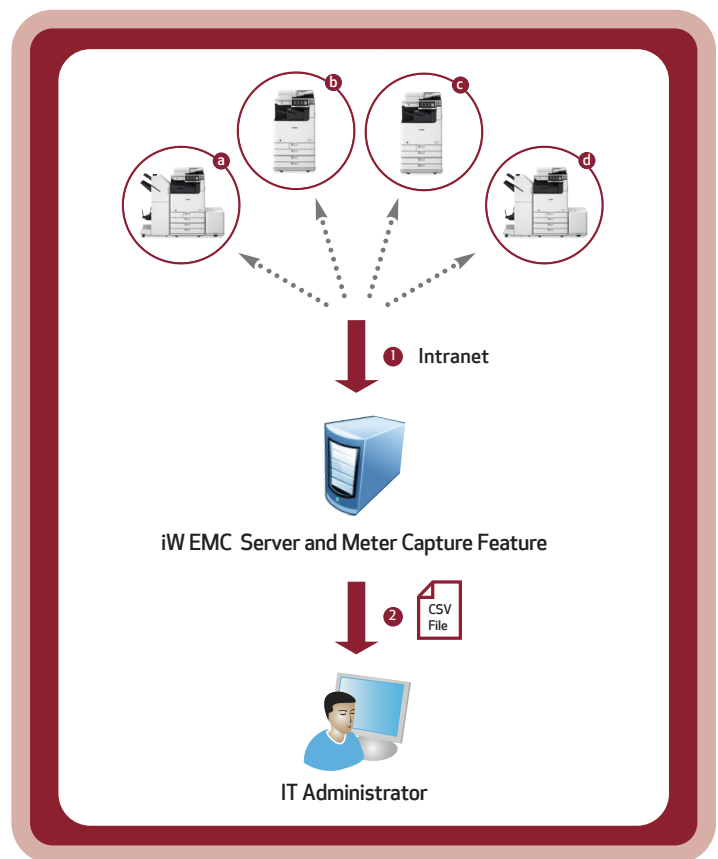 b
c
a
d
1 Intranet
iW EMC Server and Meter Capture Feature
2
CSV
File
IT Administrator